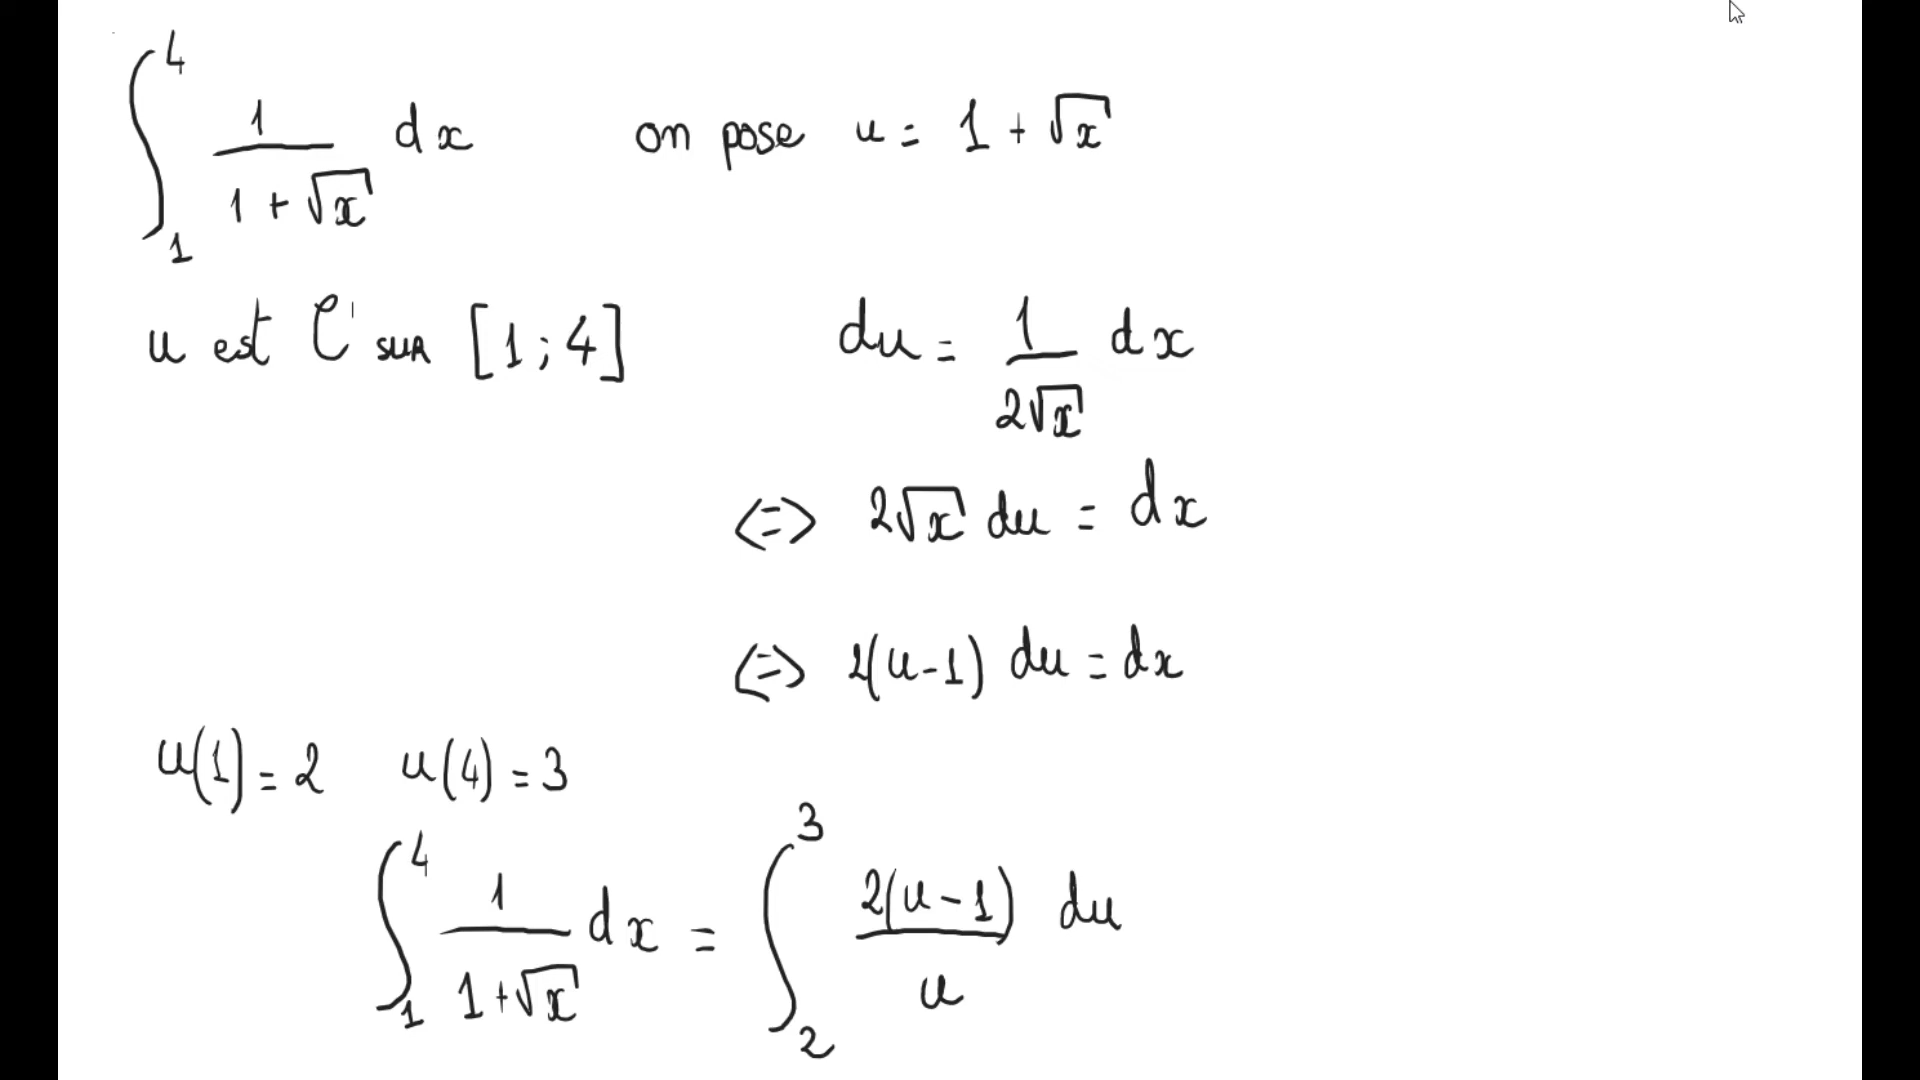 ∫₁⁴ 1/(1+√x) dx on pose u = 1 + √x
u est C¹ sur [1;4] du = 1/(2√x) dx
<=> 2√x du = dx
<=> 2(u-1) du = dx
u(1) = 2 u(4) = 3
∫₁⁴ 1/(1+√x) dx = ∫₂³ 2(u-1)/u du